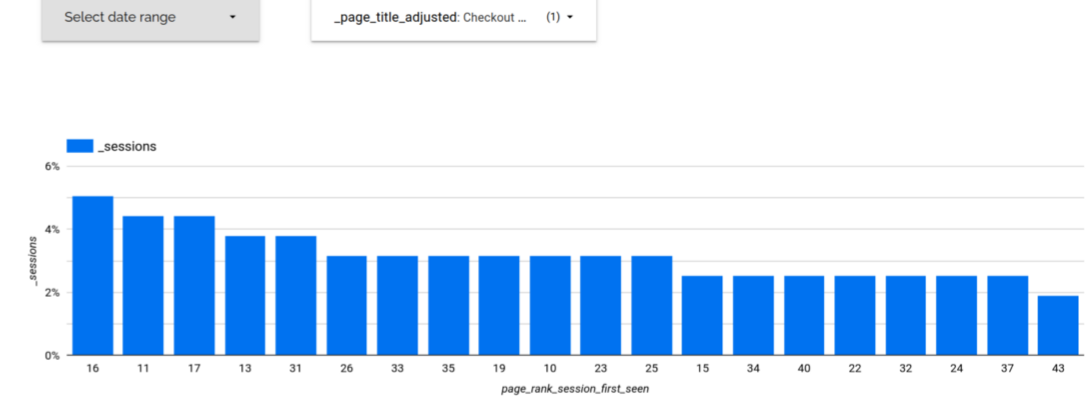 Select date range
_page_title_adjusted: Checkout ... (1)
_sessions
6%
4%
2%
0%
_sessions
16 11 17 13 31 26 33 35 19 10 23 25 15 34 40 22 32 24 37 43
page_rank_session_first_seen